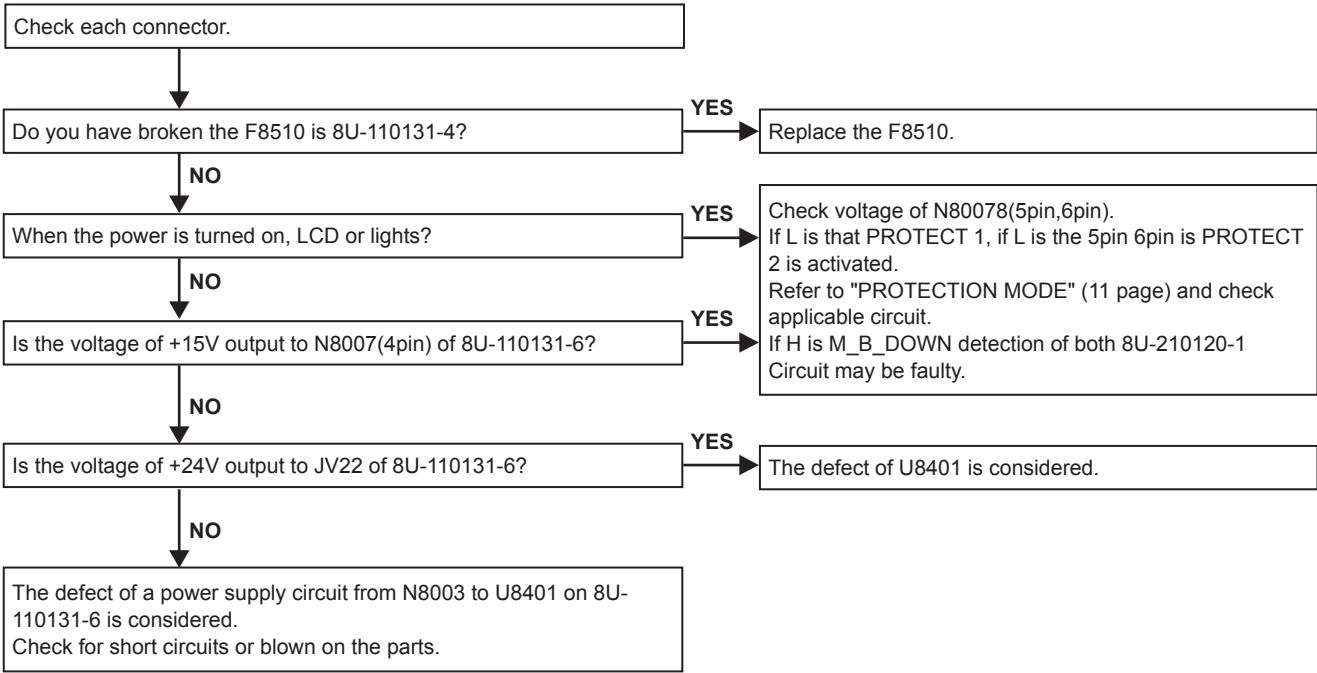 Check each connector.
YES
Do you have broken the F8510 is 8U-110131-4?
Replace the F8510.
NO
YES
When the power is turned on, LCD or lights?
Check voltage of N80078(5pin,6pin).
If L is that PROTECT 1, if L is the 5pin 6pin is PROTECT
2 is activated.
Refer to "PROTECTION MODE" (11 page) and check
applicable circuit.
If H is M_B_DOWN detection of both 8U-210120-1
Circuit may be faulty.
NO
YES
Is the voltage of +15V output to N8007(4pin) of 8U-110131-6?
NO
YES
Is the voltage of +24V output to JV22 of 8U-110131-6?
The defect of U8401 is considered.
NO
The defect of a power supply circuit from N8003 to U8401 on 8U-
110131-6 is considered.
Check for short circuits or blown on the parts.